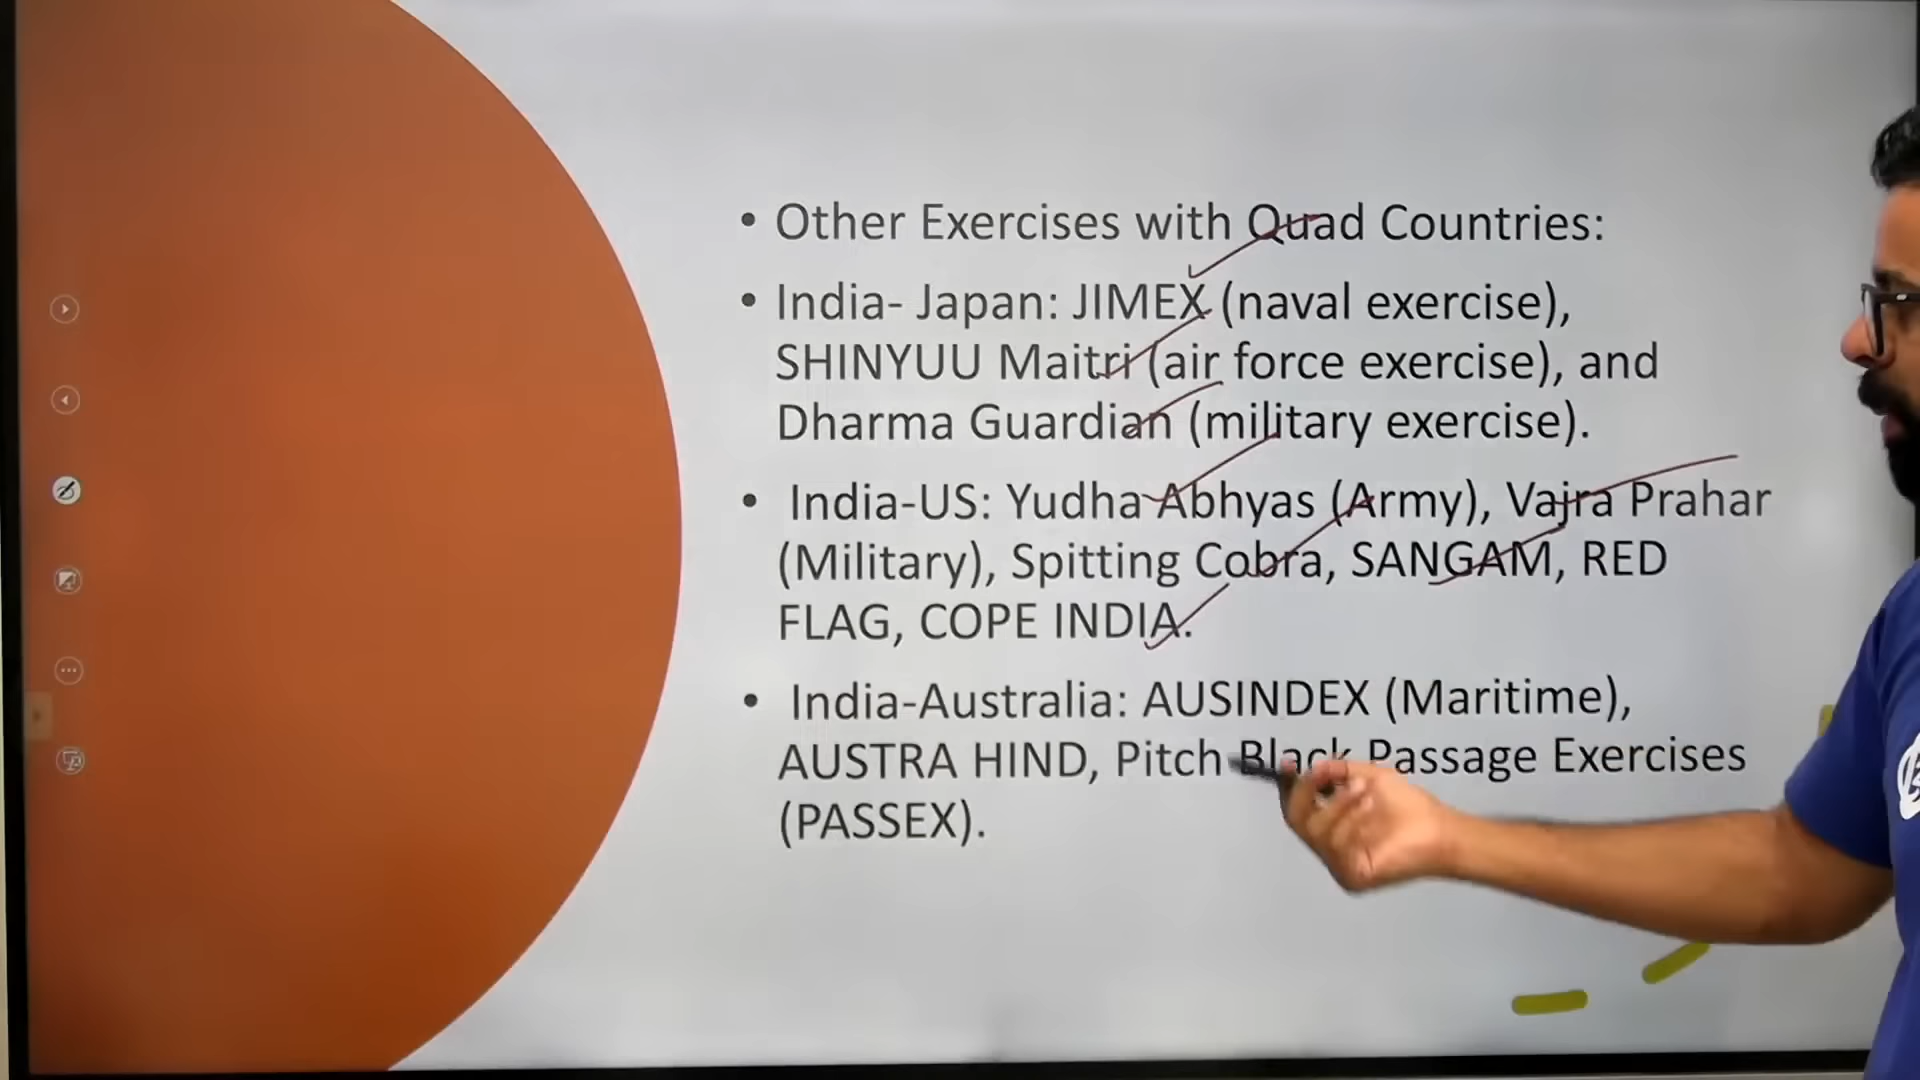 • Other Exercises with Quad Countries:
• India- Japan: JIMEX (naval exercise),
SHINYUU Maitri (air force exercise), and
Dharma Guardian (military exercise).
• India-US: Yudha Abhyas (Army), Vajra Prahar
(Military), Spitting Cobra, SANGAM, RED
FLAG, COPE INDIA.
• India-Australia: AUSINDEX (Maritime),
AUSTRA HIND, Pitch Black Passage Exercises
(PASSEX).